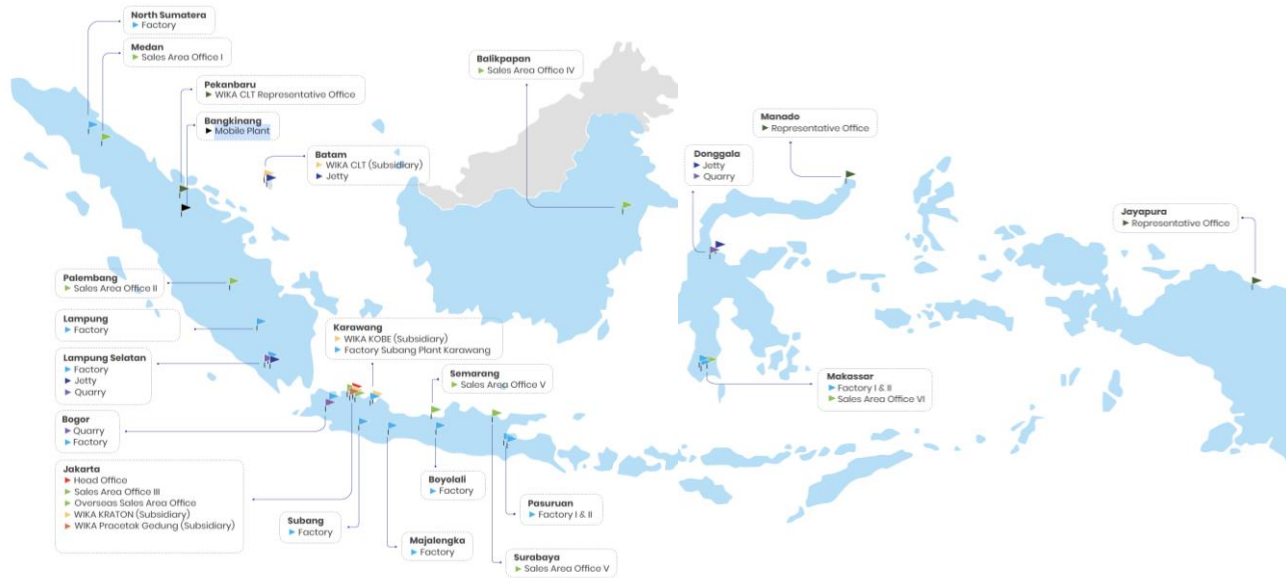 North Sumatera
Factory
Medan
Sales Area Office I
Pekanbaru
WIKA CLT Representative Office
Bangkinang
Mobile Plant
Batam
WIKA CLT (Subsidiary)
Jetty
Balikpapan
Sales Area Office IV
Manado
Representative Office
Donggala
Jetty
Quarry
Jayapura
Representative Office
Palembang
Sales Area Office II
Lampung
Factory
Lampung Selatan
Factory
Jetty
Quarry
Karawang
WIKA KOBE (Subsidiary)
Factory Subang Plant Karawang
Semarang
Sales Area Office V
Makassar
Factory I & II
Sales Area Office VI
Bogor
Quarry
Factory
Jakarta
Head Office
Sales Area Office III
Overseas Sales Area Office
WIKA KRATON (Subsidiary)
WIKA Pracetak Gedung (Subsidiary)
Subang
Factory
Majalengka
Factory
Boyolali
Factory
Pasuruan
Factory I & II
Surabaya
Sales Area Office V